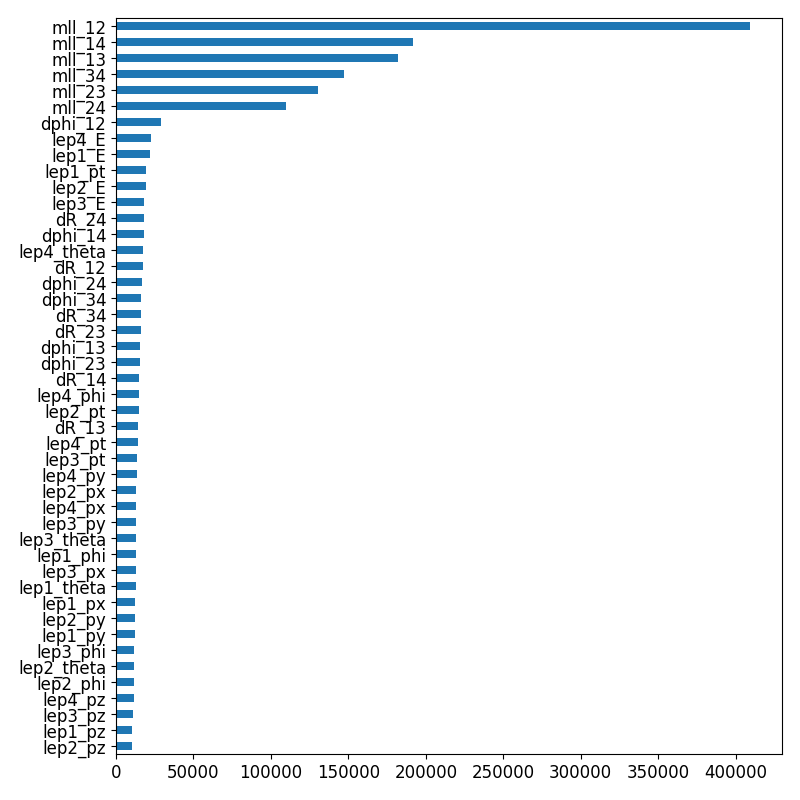 mll_12
mll_14
mll_13
mll_34
mll_23
mll_24
dphi_12
lep4_E
lep1_E
lep1_pt
lep2_E
lep3_E
dR_24
dphi_14
lep4_theta
dR_12
dphi_24
dphi_34
dR_34
dR_23
dphi_13
dphi_23
dR_14
lep4_phi
lep2_pt
dR_13
lep4_pt
lep3_pt
lep4_py
lep2_px
lep4_px
lep3_py
lep3_theta
lep1_phi
lep3_px
lep1_theta
lep1_px
lep2_py
lep1_py
lep3_phi
lep2_theta
lep2_phi
lep4_pz
lep3_pz
lep1_pz
lep2_pz
0 50000 100000 150000 200000 250000 300000 350000 400000